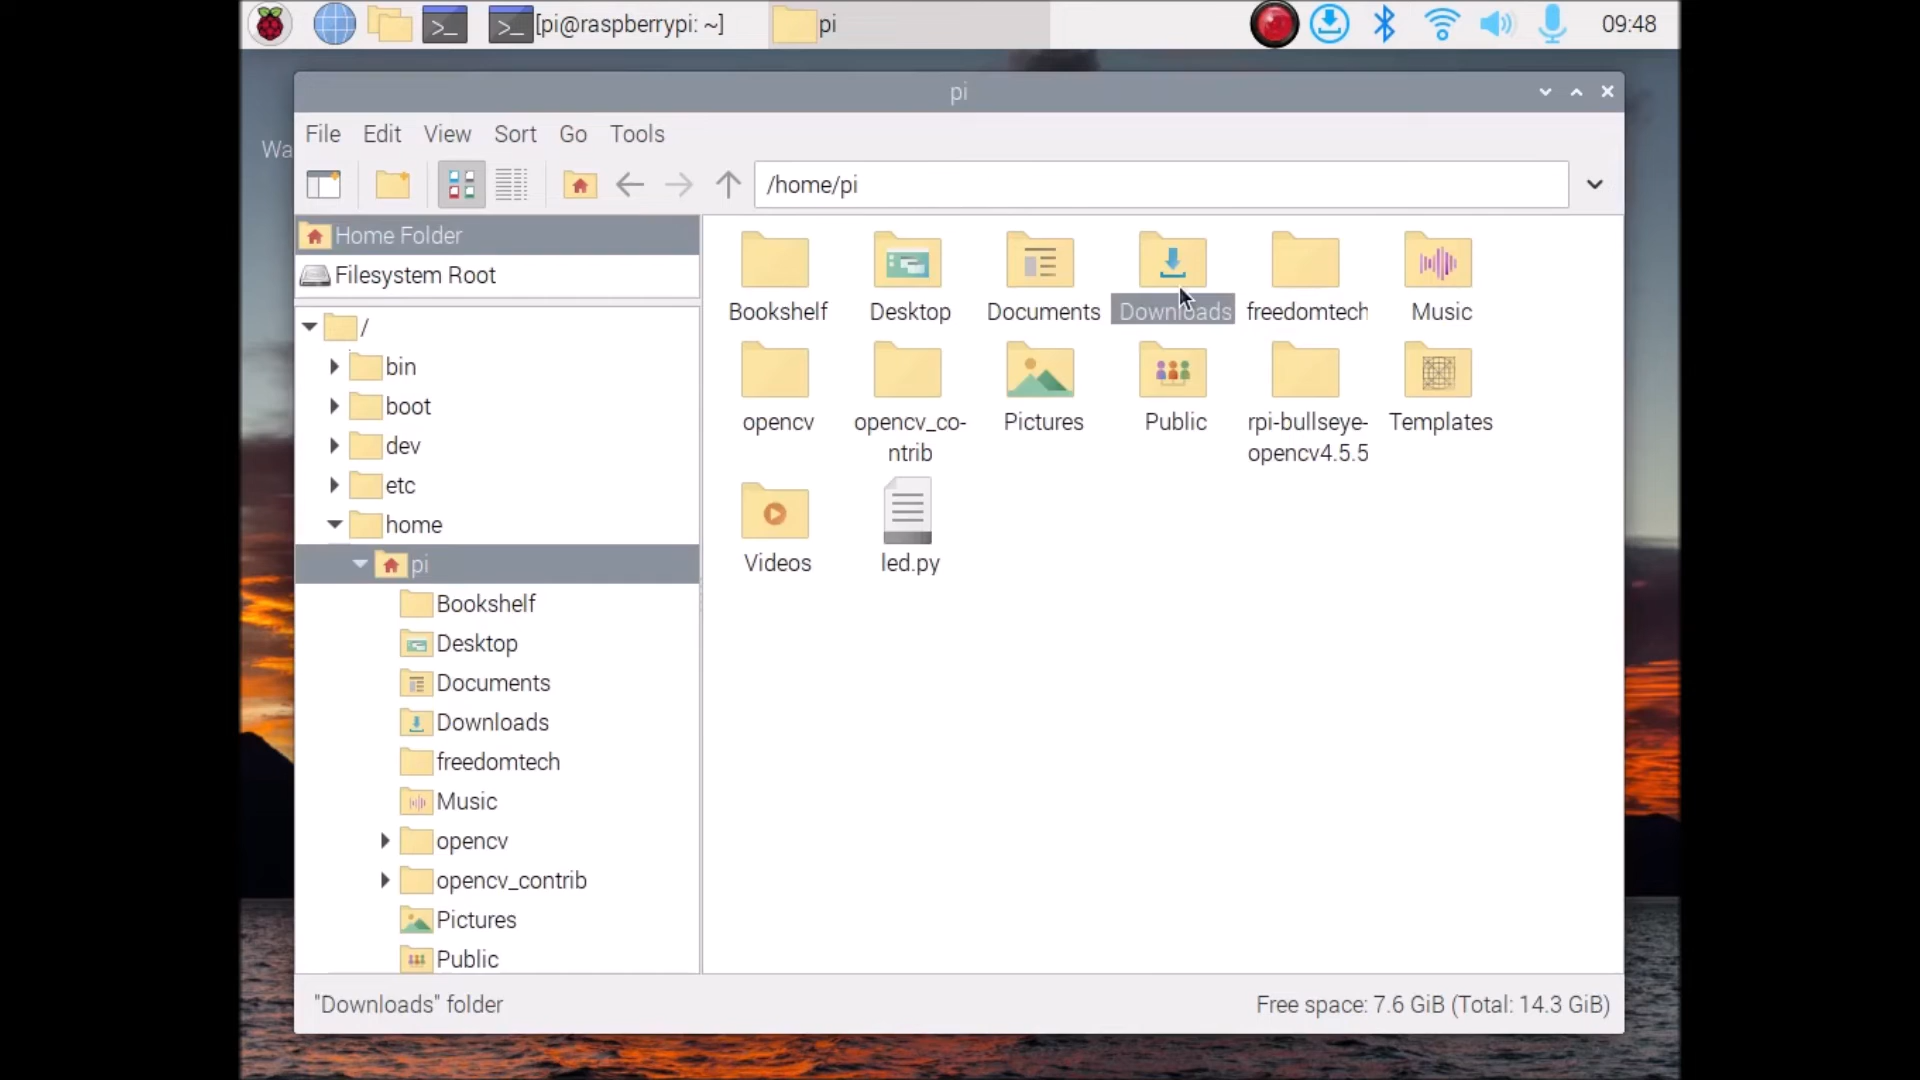 [pi@raspberrypi: ~]
pi
09:48
Wa
pi
File Edit View Sort Go Tools
/home/pi
Home Folder
Filesystem Root
/
bin
boot
dev
etc
home
pi
Bookshelf
Desktop
Documents
Downloads
freedomtech
Music
opencv
opencv_contrib
Pictures
Public
Bookshelf Desktop Documents Downloads freedomtech Music
opencv opencv_co-
ntrib Pictures Public rpi-bullseye-
opencv4.5.5 Templates
Videos led.py
"Downloads" folder
Free space: 7.6 GiB (Total: 14.3 GiB)